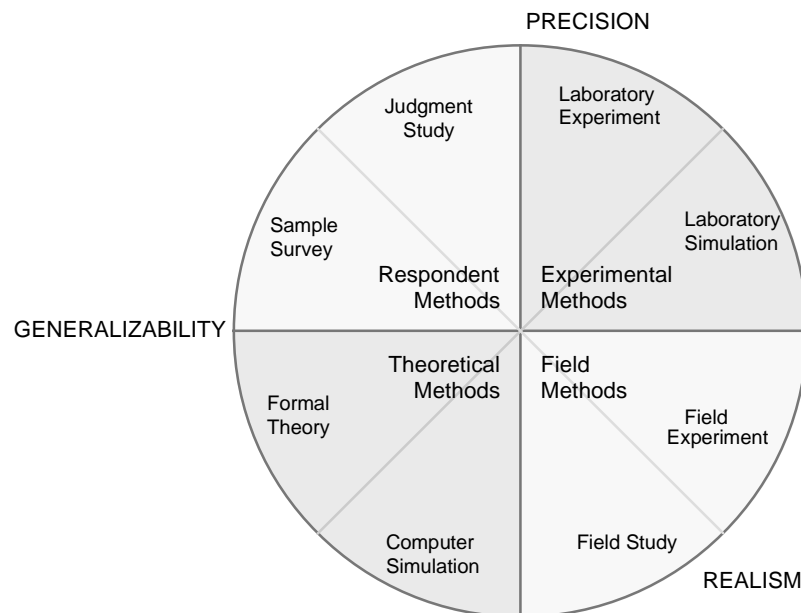 PRECISION
Judgment
Study
Laboratory
Experiment
Sample
Survey
Laboratory
Simulation
Respondent
Methods
Experimental
Methods
GENERALIZABILITY
Theoretical
Methods
Field
Methods
Formal
Theory
Field
Experiment
Computer
Simulation
Field Study
REALISM